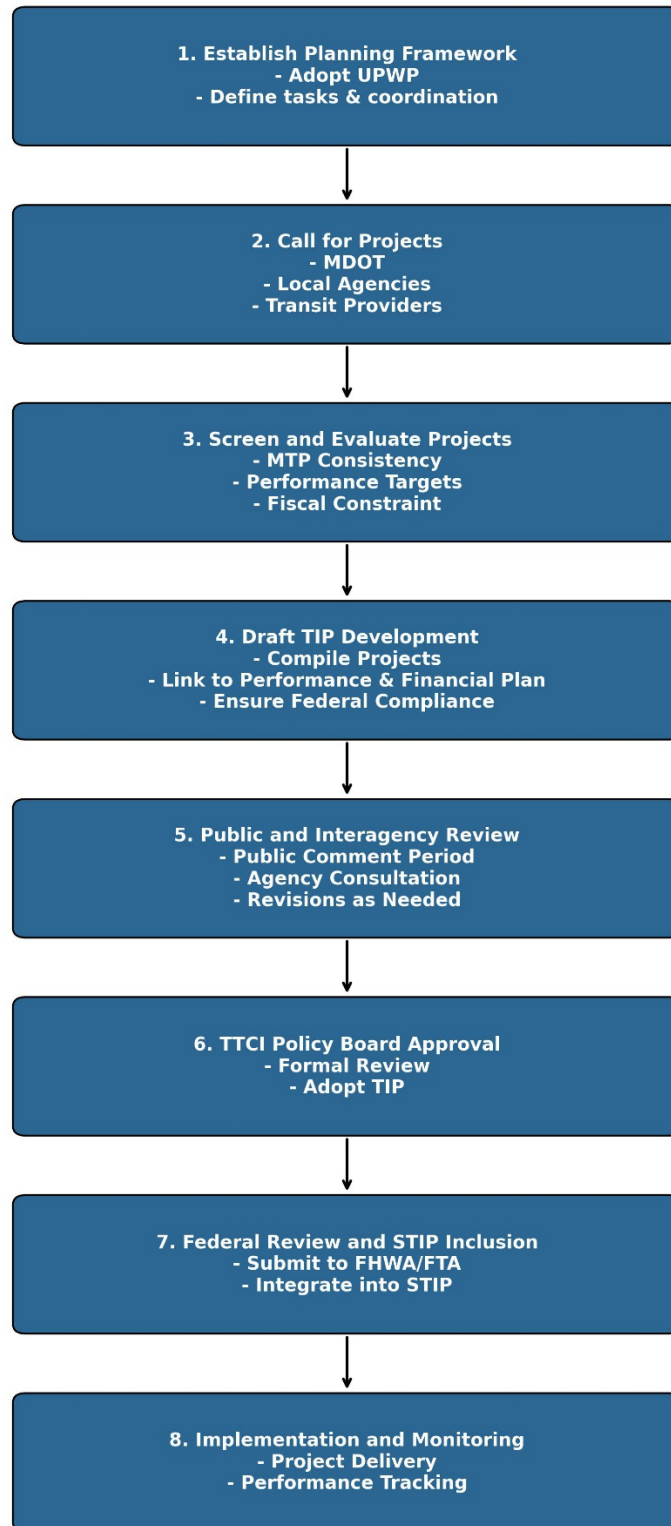 1. Establish Planning Framework
- Adopt UPWP
- Define tasks & coordination
2. Call for Projects
- MDOT
- Local Agencies
- Transit Providers
3. Screen and Evaluate Projects
- MTP Consistency
- Performance Targets
- Fiscal Constraint
4. Draft TIP Development
- Compile Projects
- Link to Performance & Financial Plan
- Ensure Federal Compliance
5. Public and Interagency Review
- Public Comment Period
- Agency Consultation
- Revisions as Needed
6. TTCI Policy Board Approval
- Formal Review
- Adopt TIP
7. Federal Review and STIP Inclusion
- Submit to FHWA/FTA
- Integrate into STIP
8. Implementation and Monitoring
- Project Delivery
- Performance Tracking